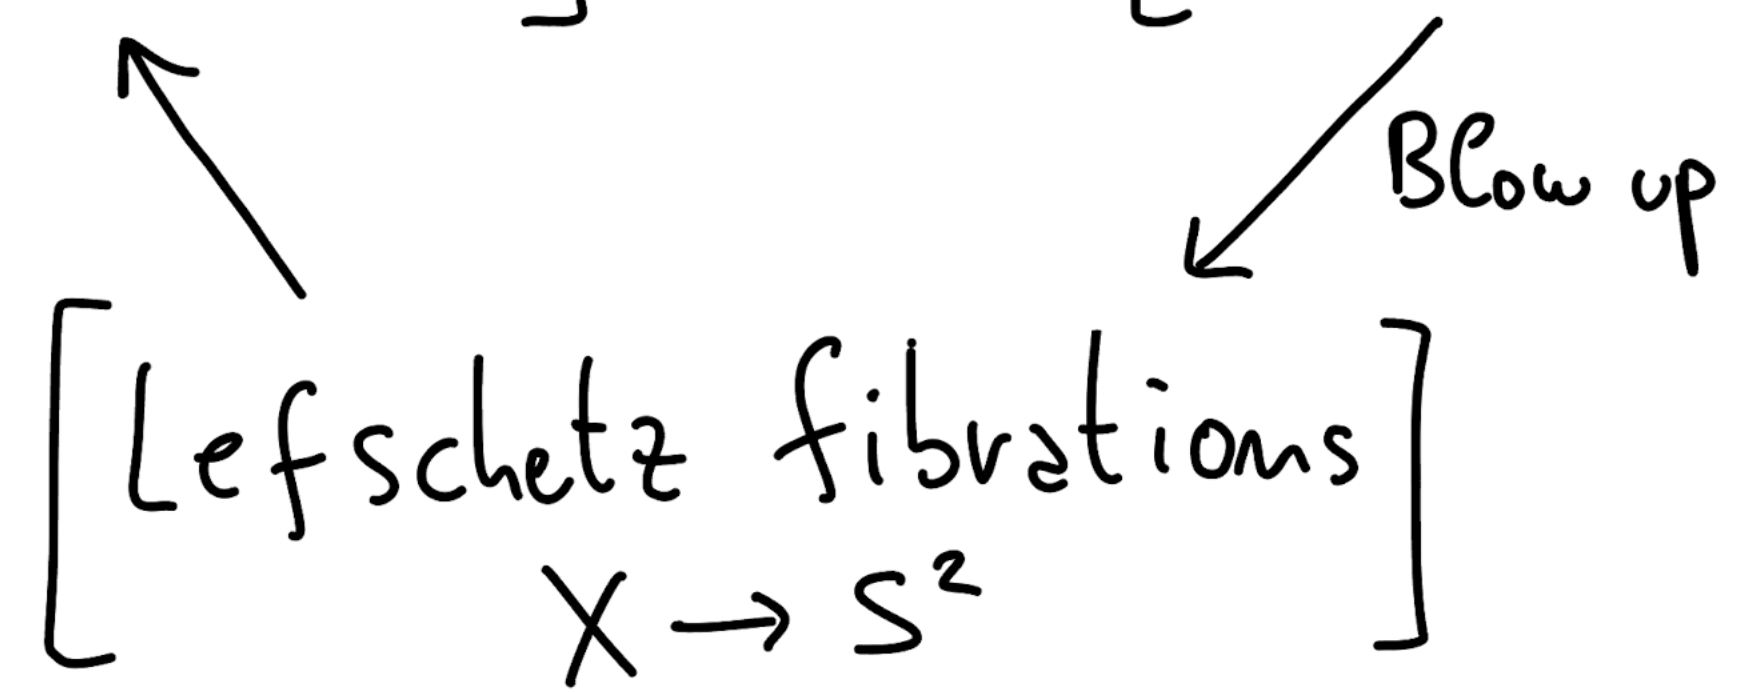 Blow up
[Lefschetz fibrations]
X → S²